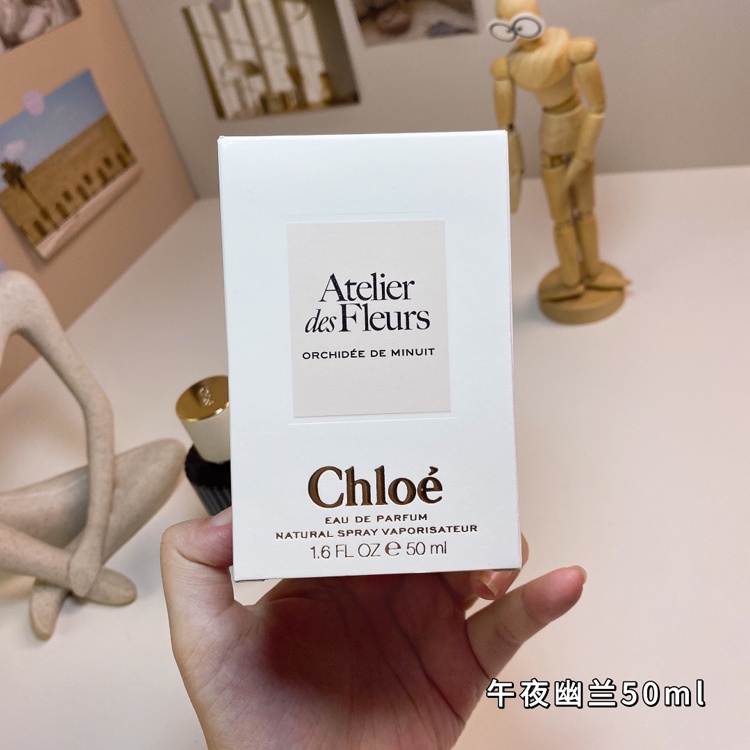 Atelier
des Fleurs
ORCHIDÉE DE MINUIT
Chloé
EAU DE PARFUM
NATURAL SPRAY VAPORISATEUR
1.6 FL OZ ℮ 50 ml
午夜幽兰50ml